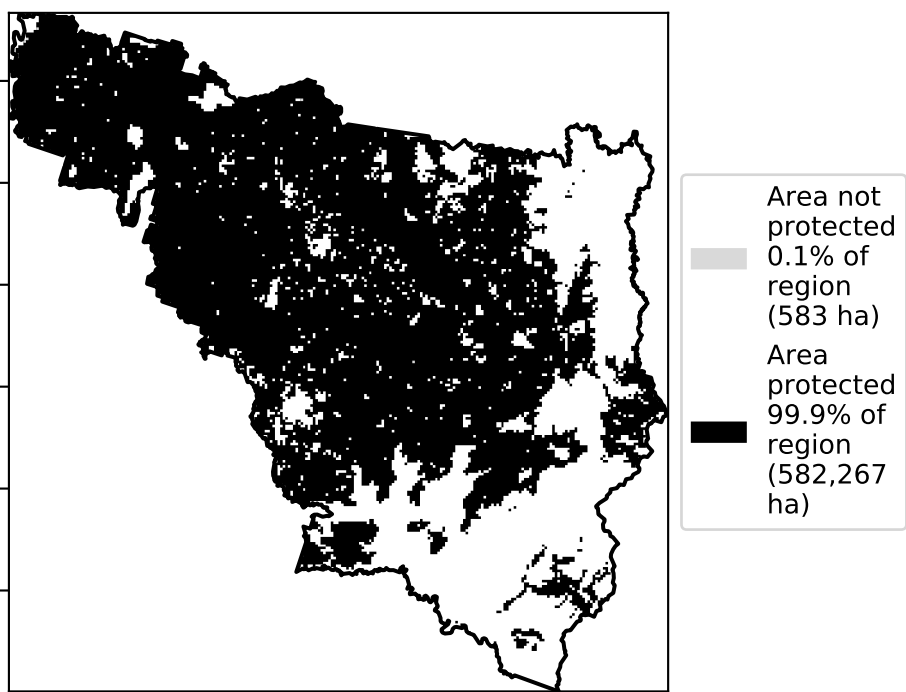 Area not
protected
0.1% of
region
(583 ha)
Area
protected
99.9% of
region
(582,267
ha)